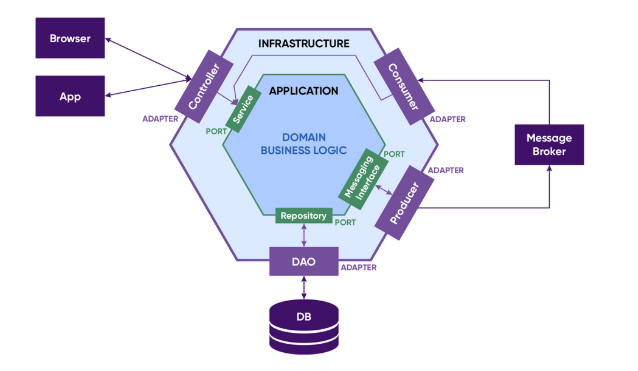 Browser
App
INFRASTRUCTURE
Controller
Consumer
ADAPTER
ADAPTER
APPLICATION
Service
PORT
DOMAIN
BUSINESS LOGIC
Messaging
Interface
PORT
Message
Broker
ADAPTER
Producer
Repository
PORT
DAO
ADAPTER
DB